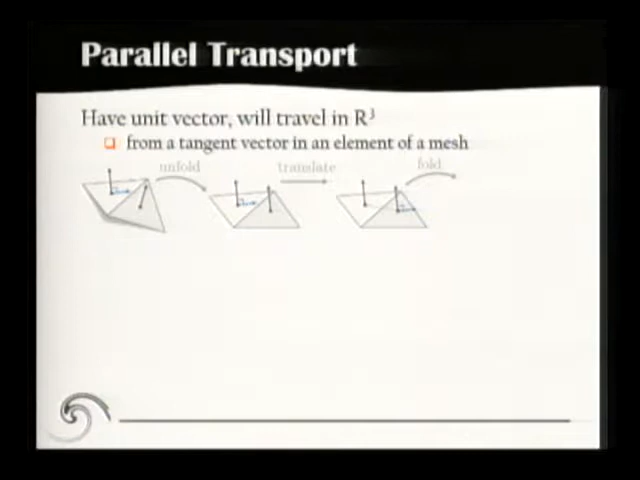 Parallel Transport
Have unit vector, will travel in R³
from a tangent vector in an element of a mesh
unfold translate fold